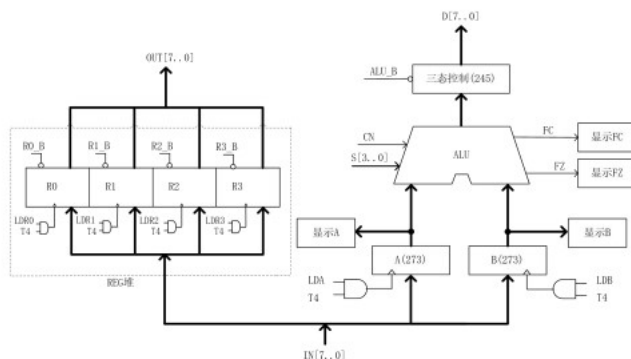 D[7..0]
OUT[7..0]
ALU_B
三态控制(245)
R0_B
R1_B
R2_B
R3_B
CN
S[3..0]
ALU
FC
显示FC
FZ
显示FZ
R0
R1
R2
R3
LDR0
T4
LDR1
T4
LDR2
T4
LDR3
T4
REG堆
显示A
显示B
A(273)
B(273)
LDA
T4
LDB
T4
IN[7..0]